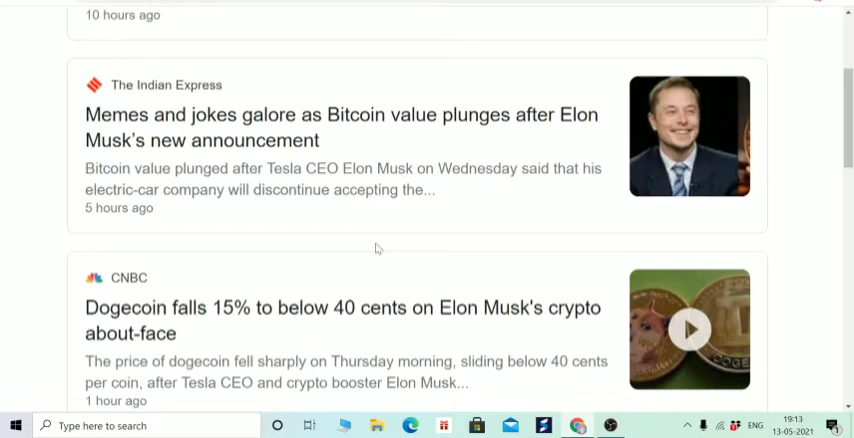 10 hours ago
The Indian Express
Memes and jokes galore as Bitcoin value plunges after Elon
Musk's new announcement
Bitcoin value plunged after Tesla CEO Elon Musk on Wednesday said that his
electric-car company will discontinue accepting the...
5 hours ago
CNBC
Dogecoin falls 15% to below 40 cents on Elon Musk's crypto
about-face
The price of dogecoin fell sharply on Thursday morning, sliding below 40 cents
per coin, after Tesla CEO and crypto booster Elon Musk...
1 hour ago
DOGE
Type here to search
ENG
19:13
13-05-2021
1